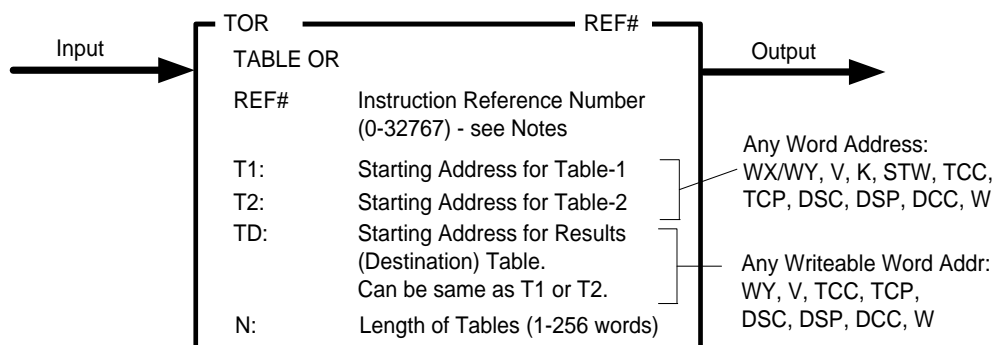 TOR REF#
Input
Output
TABLE OR
REF# Instruction Reference Number
(0-32767) - see Notes
T1: Starting Address for Table-1
T2: Starting Address for Table-2
TD: Starting Address for Results
(Destination) Table.
Can be same as T1 or T2.
N: Length of Tables (1-256 words)
Any Word Address:
WX/WY, V, K, STW, TCC,
TCP, DSC, DSP, DCC, W
Any Writeable Word Addr:
WY, V, TCC, TCP,
DSC, DSP, DCC, W